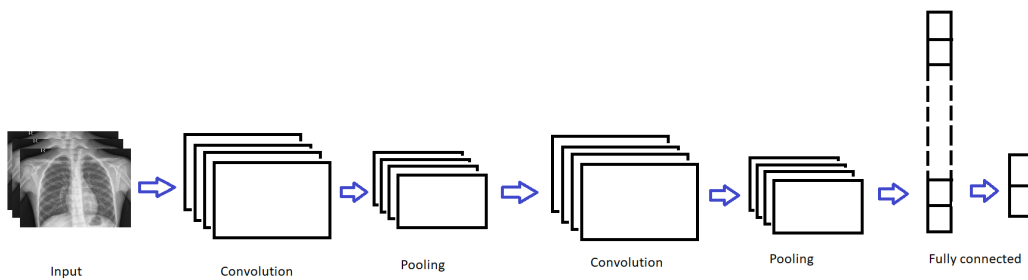 Input
Convolution
Pooling
Convolution
Pooling
Fully connected